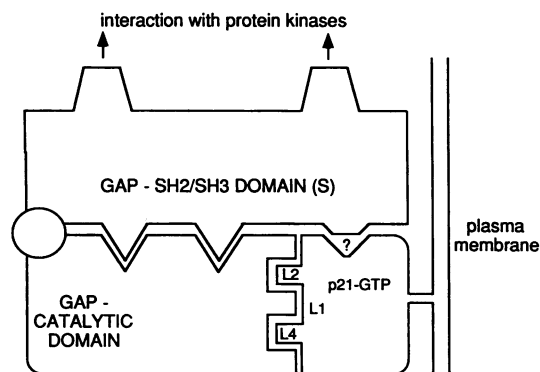 interaction with protein kinases
GAP - SH2/SH3 DOMAIN (S)
plasma
membrane
?
L2
p21-GTP
L1
GAP -
CATALYTIC
DOMAIN
L4